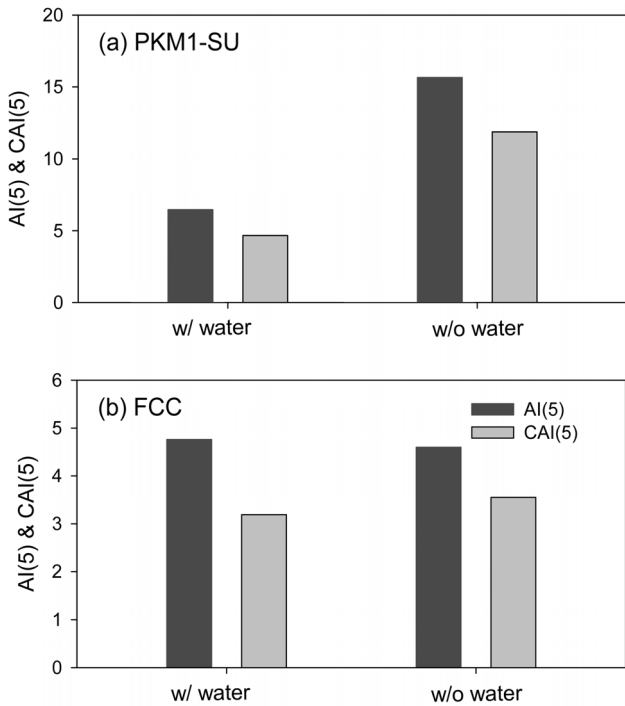 20
(a) PKM1-SU
15
10
5
0
AI(5) & CAI(5)
w/ water
w/o water
6
(b) FCC
AI(5)
CAI(5)
5
4
3
2
1
0
AI(5) & CAI(5)
w/ water
w/o water